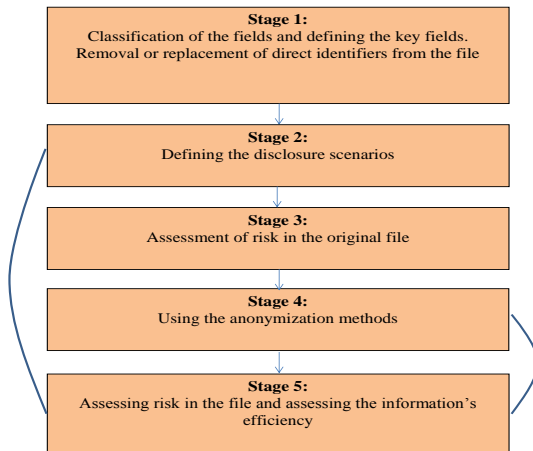 Stage 1:
Classification of the fields and defining the key fields.
Removal or replacement of direct identifiers from the file
Stage 2:
Defining the disclosure scenarios
Stage 3:
Assessment of risk in the original file
Stage 4:
Using the anonymization methods
Stage 5:
Assessing risk in the file and assessing the information’s
efficiency